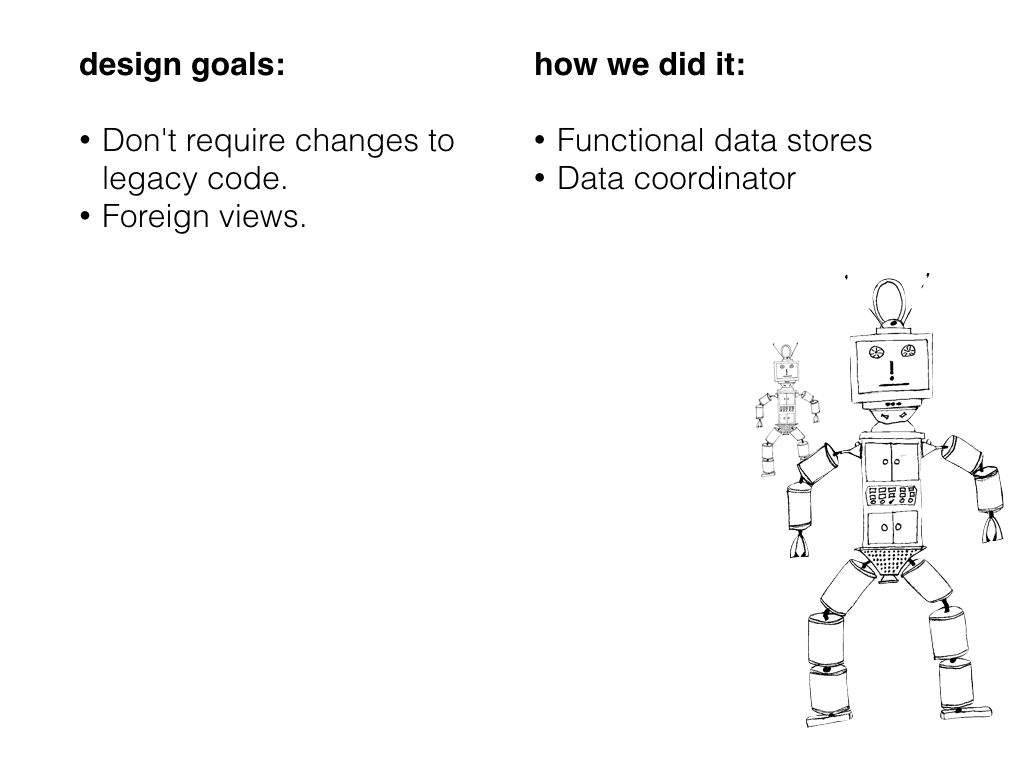 design goals:
• Don't require changes to
legacy code.
• Foreign views.
how we did it:
• Functional data stores
• Data coordinator